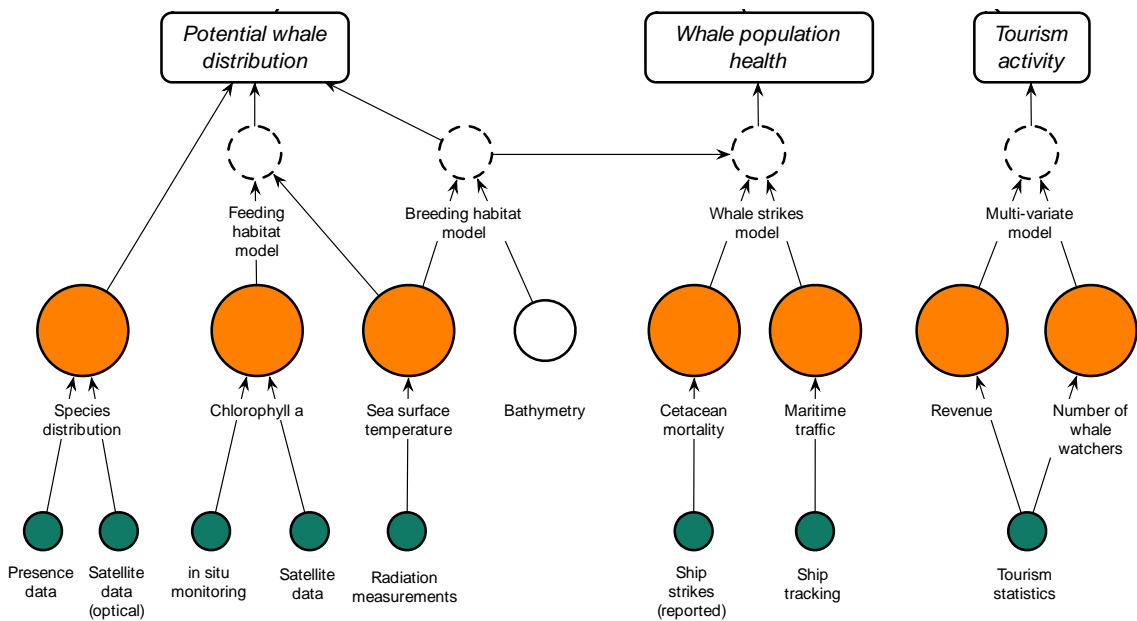 Potential whale
distribution
Whale population
health
Tourism
activity
Feeding
habitat
model
Breeding habitat
model
Whale strikes
model
Multi-variate
model
Species
distribution
Chlorophyll a
Sea surface
temperature
Bathymetry
Cetacean
mortality
Maritime
traffic
Revenue
Number of
whale
watchers
Presence
data
Satellite
data
(optical)
in situ
monitoring
Satellite
data
Radiation
measurements
Ship
strikes
(reported)
Ship
tracking
Tourism
statistics